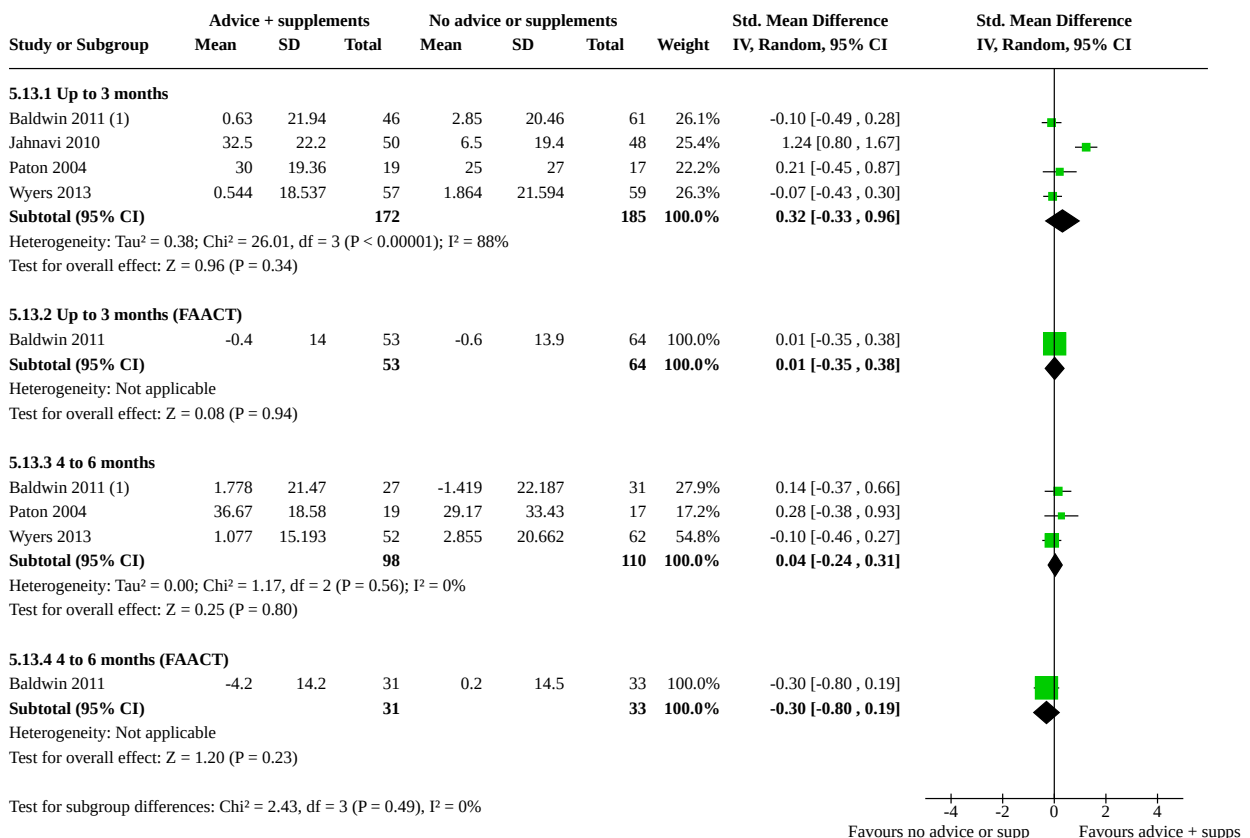 Advice + supplements No advice or supplements Std. Mean Difference Std. Mean Difference
Study or Subgroup Mean SD Total Mean SD Total Weight IV, Random, 95% CI IV, Random, 95% CI
5.13.1 Up to 3 months
Baldwin 2011 (1) 0.63 21.94 46 2.85 20.46 61 26.1% -0.10 [-0.49 , 0.28]
Jahnavi 2010 32.5 22.2 50 6.5 19.4 48 25.4% 1.24 [0.80 , 1.67]
Paton 2004 30 19.36 19 25 27 17 22.2% 0.21 [-0.45 , 0.87]
Wyers 2013 0.544 18.537 57 1.864 21.594 59 26.3% -0.07 [-0.43 , 0.30]
Subtotal (95% CI) 172 185 100.0% 0.32 [-0.33 , 0.96]
Heterogeneity: Tau² = 0.38; Chi² = 26.01, df = 3 (P < 0.00001); I² = 88%
Test for overall effect: Z = 0.96 (P = 0.34)
5.13.2 Up to 3 months (FAACT)
Baldwin 2011 -0.4 14 53 -0.6 13.9 64 100.0% 0.01 [-0.35 , 0.38]
Subtotal (95% CI) 53 64 100.0% 0.01 [-0.35 , 0.38]
Heterogeneity: Not applicable
Test for overall effect: Z = 0.08 (P = 0.94)
5.13.3 4 to 6 months
Baldwin 2011 (1) 1.778 21.47 27 -1.419 22.187 31 27.9% 0.14 [-0.37 , 0.66]
Paton 2004 36.67 18.58 19 29.17 33.43 17 17.2% 0.28 [-0.38 , 0.93]
Wyers 2013 1.077 15.193 52 2.855 20.662 62 54.8% -0.10 [-0.46 , 0.27]
Subtotal (95% CI) 98 110 100.0% 0.04 [-0.24 , 0.31]
Heterogeneity: Tau² = 0.00; Chi² = 1.17, df = 2 (P = 0.56); I² = 0%
Test for overall effect: Z = 0.25 (P = 0.80)
5.13.4 4 to 6 months (FAACT)
Baldwin 2011 -4.2 14.2 31 0.2 14.5 33 100.0% -0.30 [-0.80 , 0.19]
Subtotal (95% CI) 31 33 100.0% -0.30 [-0.80 , 0.19]
Heterogeneity: Not applicable
Test for overall effect: Z = 1.20 (P = 0.23)
Test for subgroup differences: Chi² = 2.43, df = 3 (P = 0.49), I² = 0%
-4 -2 0 2 4
Favours no advice or supp Favours advice + supps